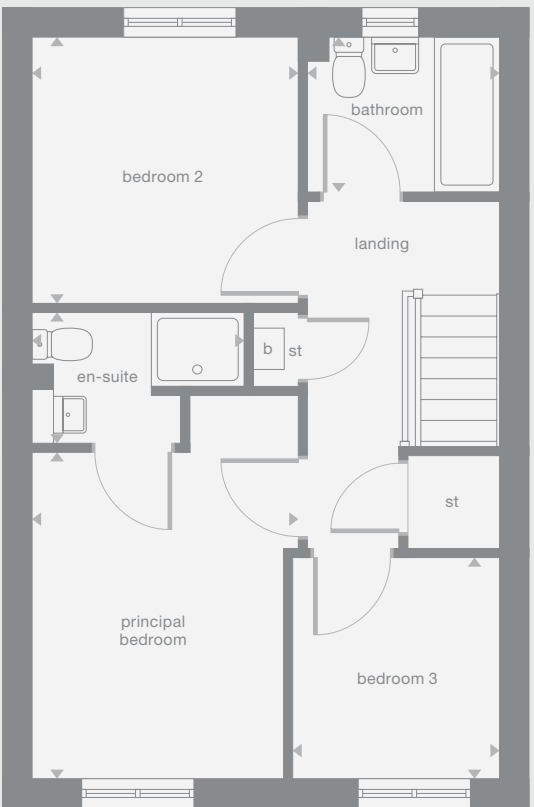 bathroom
bedroom 2
landing
b
st
en-suite
st
principal
bedroom
bedroom 3